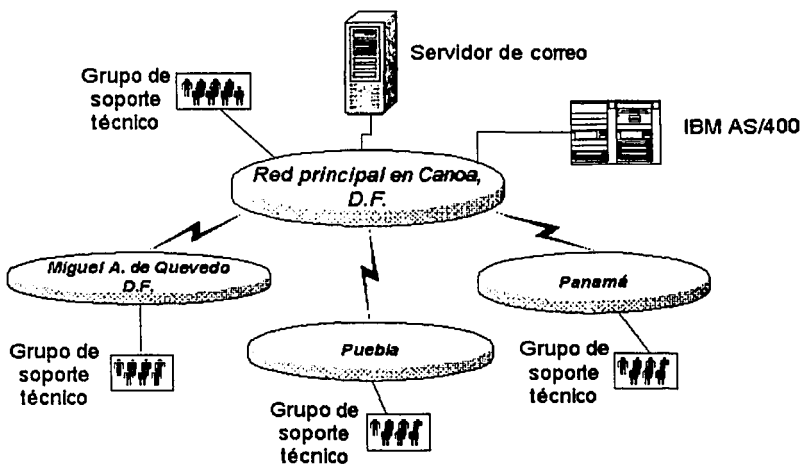 Servidor de correo
Grupo de
soporte
técnico
IBM AS/400
Red principal en Canoa,
D.F.
Miguel A. de Quevedo
D.F.
Panamá
Puebla
Grupo de
soporte
técnico
Grupo de
soporte
técnico
Grupo de
soporte
técnico